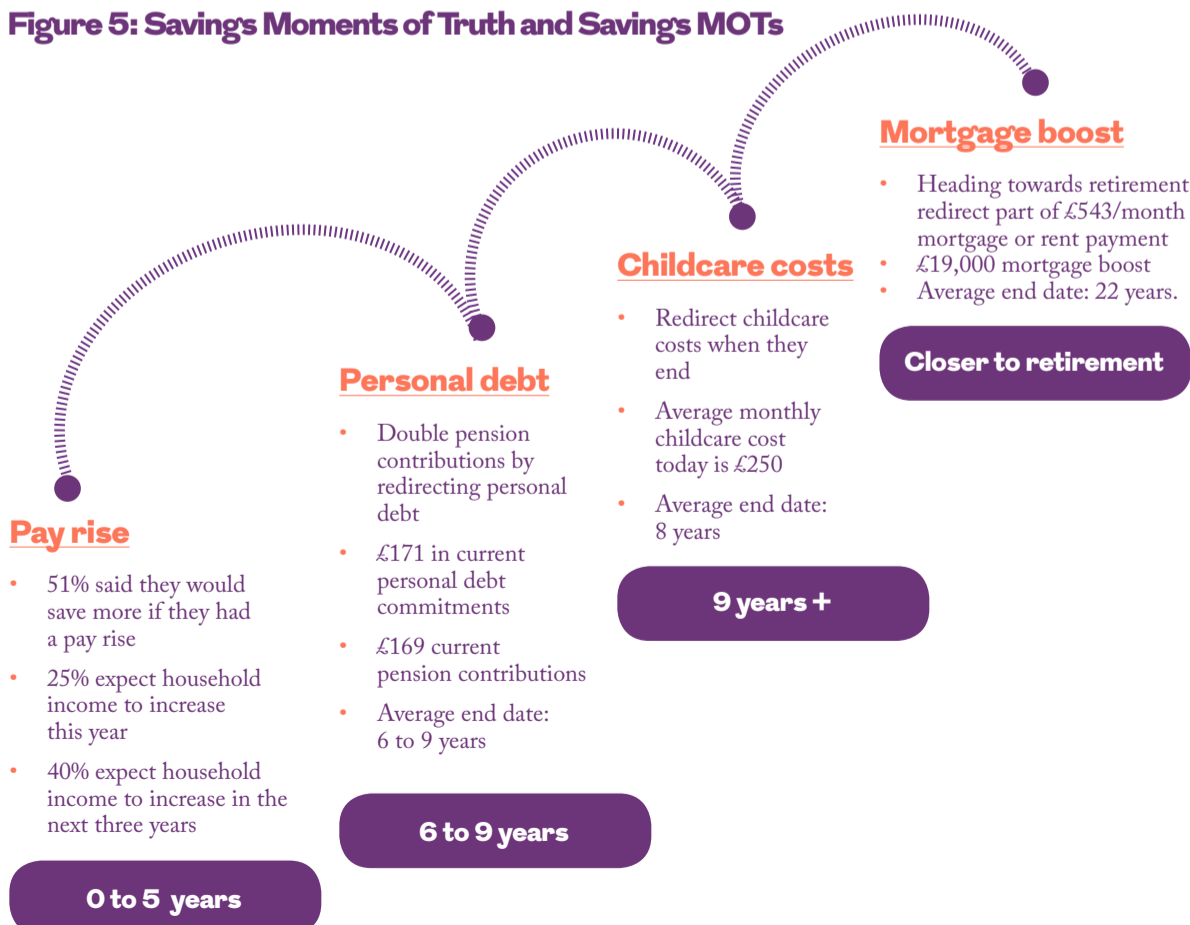 Figure 5: Savings Moments of Truth and Savings MOTs
Pay rise
• 51% said they would
save more if they had
a pay rise
• 25% expect household
income to increase
this year
• 40% expect household
income to increase in the
next three years
0 to 5 years
Personal debt
• Double pension
contributions by
redirecting personal
debt
• £171 in current
personal debt
commitments
• £169 current
pension contributions
• Average end date:
6 to 9 years
6 to 9 years
Childcare costs
• Redirect childcare
costs when they
end
• Average monthly
childcare cost
today is £250
• Average end date:
8 years
9 years +
Mortgage boost
• Heading towards retirement
redirect part of £543/month
mortgage or rent payment
• £19,000 mortgage boost
• Average end date: 22 years.
Closer to retirement